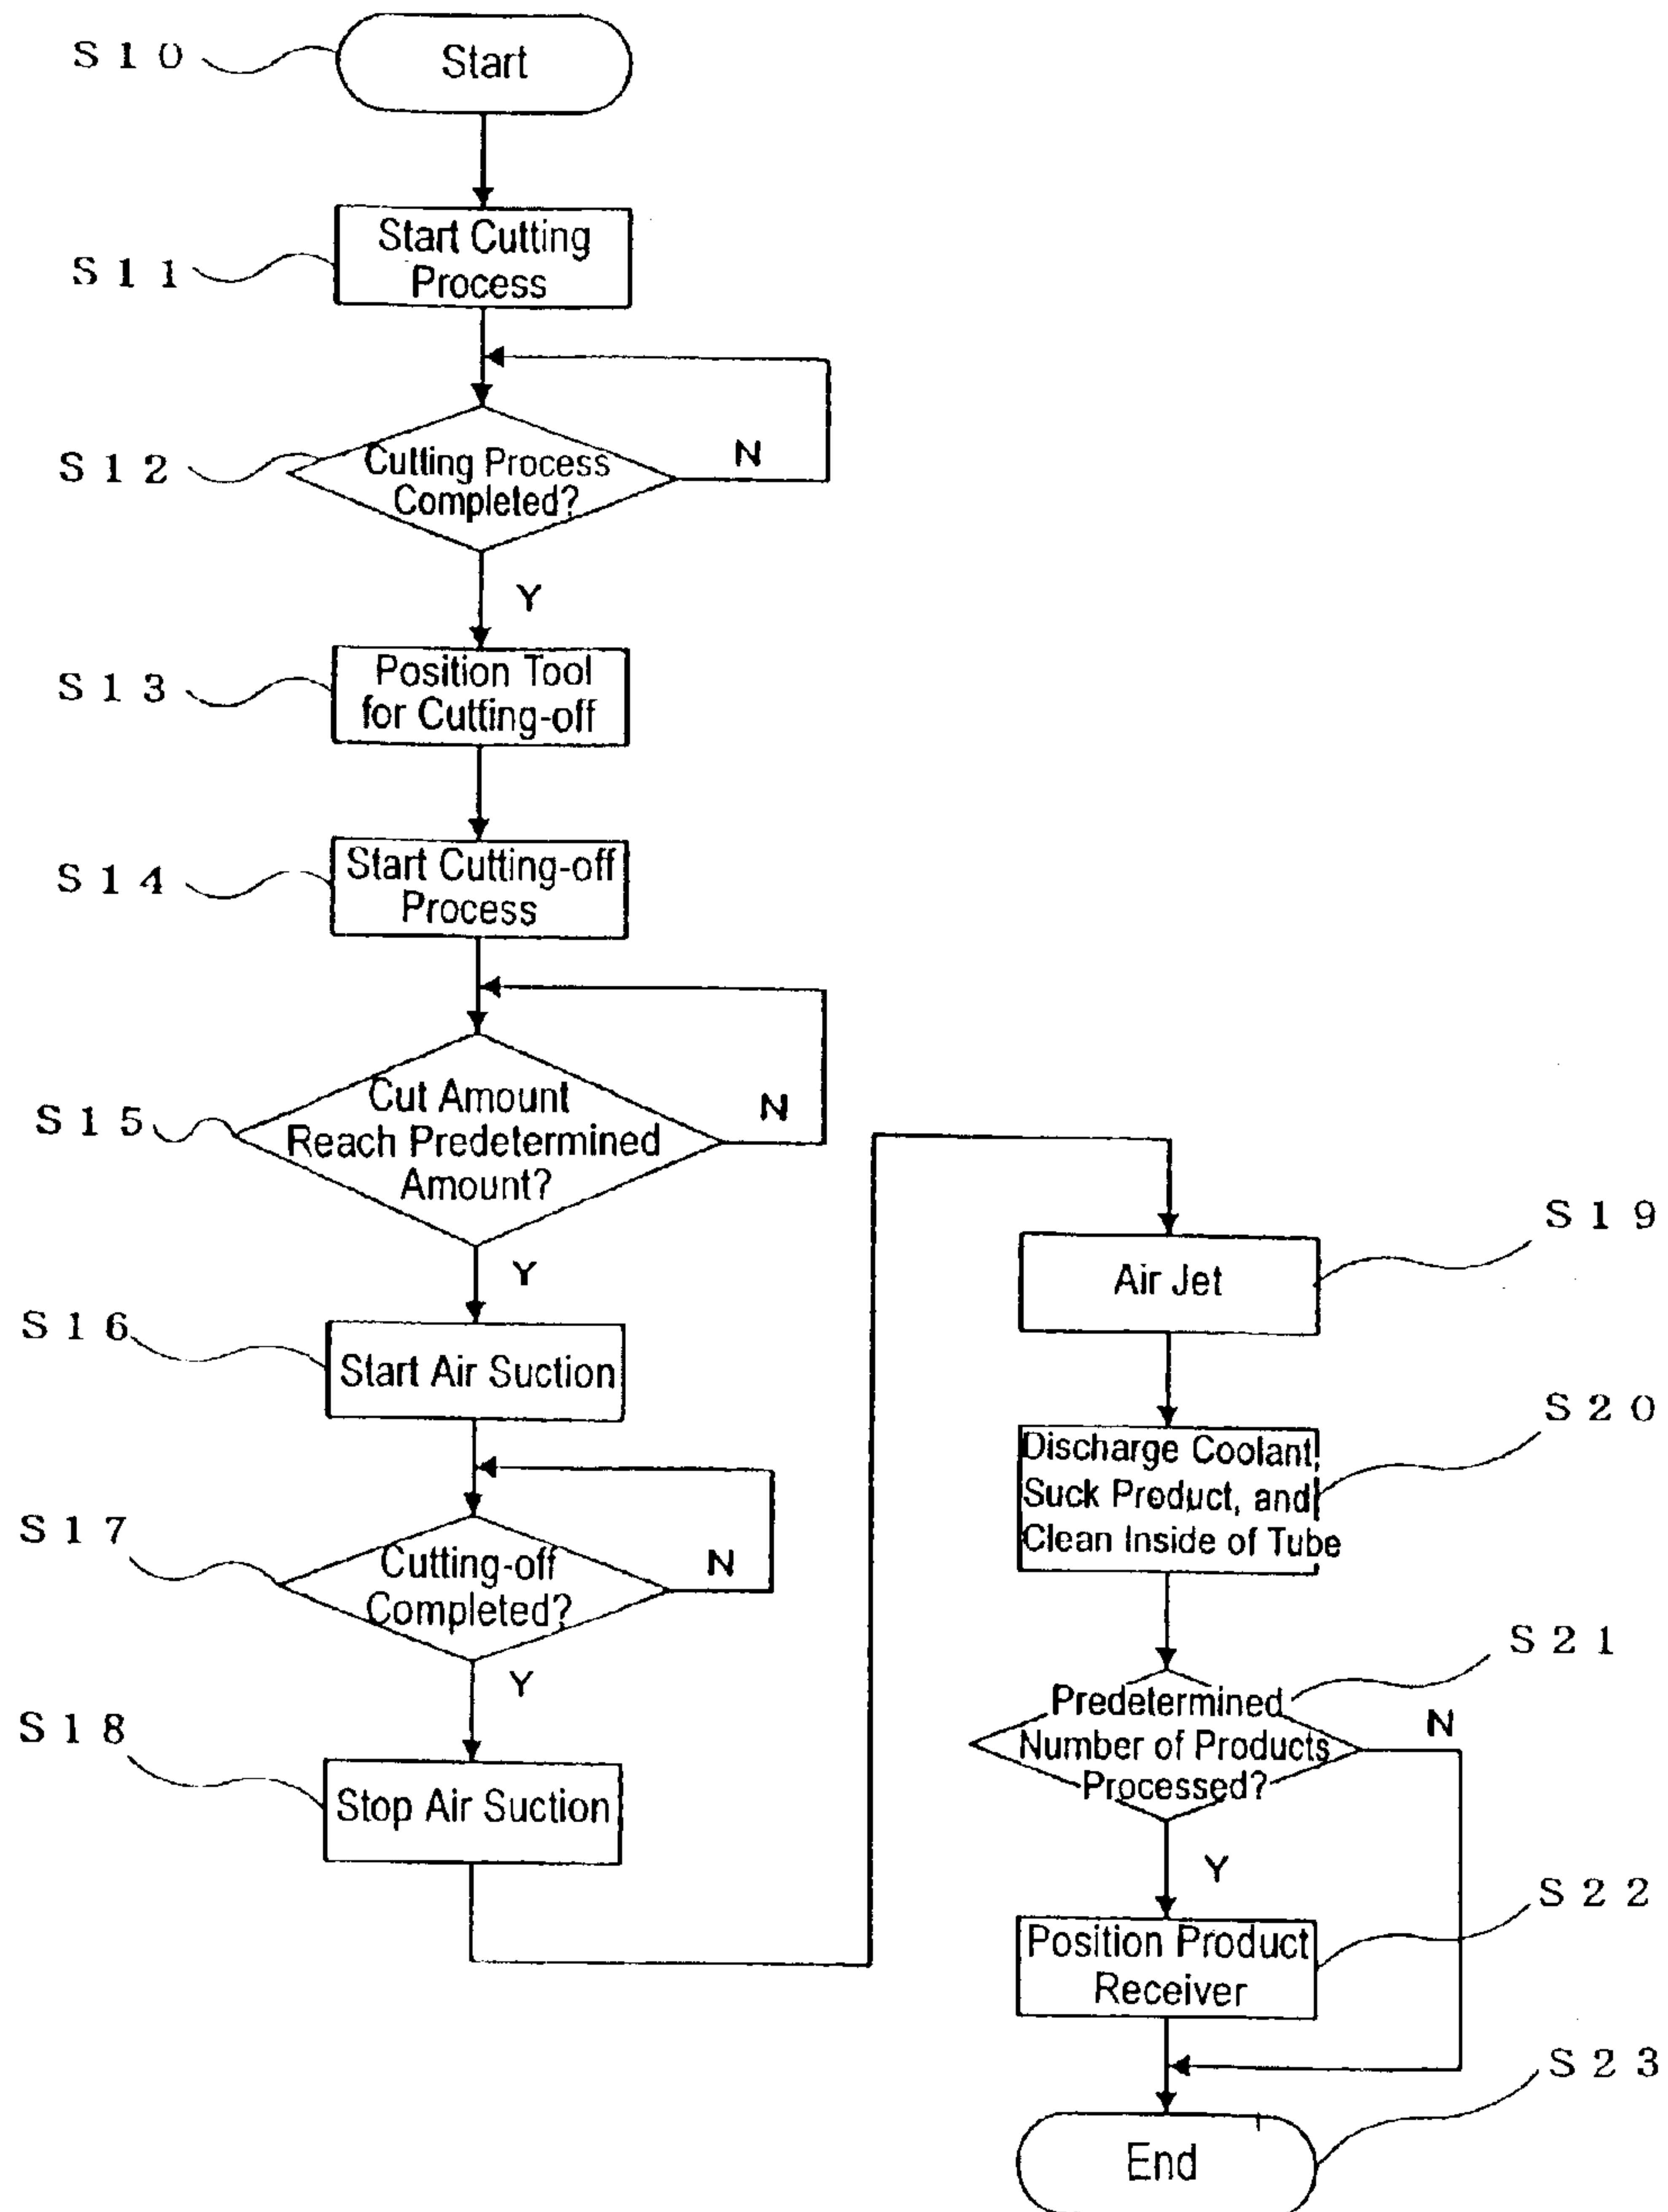 S10
Start
S11
Start Cutting
Process
S12
Cutting Process
Completed?
N
Y
S13
Position Tool
for Cutting-off
S14
Start Cutting-off
Process
S15
Cut Amount
Reach Predetermined
Amount?
N
Y
S16
Start Air Suction
S17
Cutting-off
Completed?
N
Y
S18
Stop Air Suction
S19
Air Jet
S20
Discharge Coolant,
Suck Product, and
Clean Inside of Tube
S21
Predetermined
Number of Products
Processed?
N
Y
S22
Position Product
Receiver
S23
End